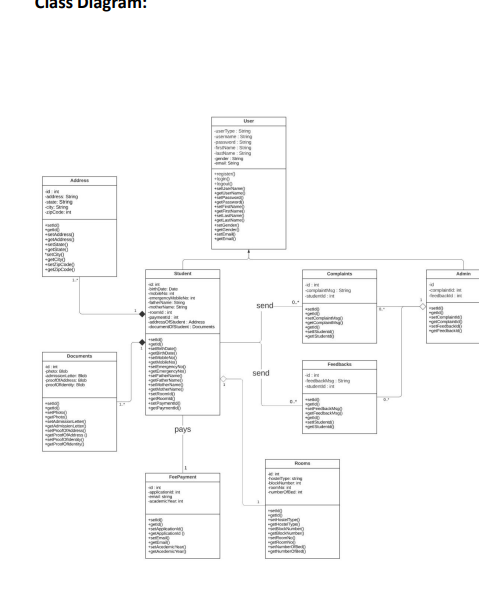 Class Diagram:
User
-userType : String
-username : String
-password : String
-firstName : String
-lastName : String
-gender : String
-email: String
+register()
+login()
+logout()
+setUserName()
+getUserName()
+setPassword()
+getPassword()
+setFirstName()
+getFirstName()
+setLastName()
+getLastName()
+setGender()
+getGender()
+setEmail()
+getEmail()
Address
-id : int
-address: String
-state: String
-city: String
-zipCode: int
+setId()
+getId()
+setAddress()
+getAddress()
+setState()
+getState()
+setCity()
+getCity()
+setZipCode()
+getZipCode()
1..*
1
Student
-id: int
-birthDate: Date
-mobileNo: int
-emergencyMobileNo: int
-fatherName: String
-motherName: String
-roomId : int
-paymentId : int
-addressOfStudent : Address
-documentOfStudent : Documents
+setId()
+getId()
+setBirthDate()
+getBirthDate()
+setMobileNo()
+getMobileNo()
+setEmergencyNo()
+getEmergencyNo()
+setFatherName()
+getFatherName()
+setMotherName()
+getMotherName()
+setRoomId()
+getRoomId()
+setPaymentId()
+getPaymentId()
Complaints
-id : int
-complaintMsg : String
-studentId : int
+setId()
+getId()
+setComplaintMsg()
+getComplaintMsg()
+getId()
+setStudentId()
+getStudentId()
Admin
-id: int
-complaintId: int
-feedbackId : int
+setId()
+getId()
+setComplaintId()
+getComplaintId()
+setFeedbackId()
+getFeedbackId()
send
0..*
0..*
1
Documents
-id : int
-photo: Blob
-admissionLetter: Blob
-proofOfAddress: Blob
-proofOfIdentity: Blob
+setId()
+getId()
+setPhoto()
+getPhoto()
+setAdmissionLetter()
+getAdmissionLetter()
+setProofOfAddress()
+getProofOfAddress ()
+setProofOfIdentity()
+getProofOfIdentity()
1..*
1
Feedbacks
-id : int
-feedbackMsg : String
-studentId : int
+setId()
+getId()
+setFeedbackMsg()
+getFeedbackMsg()
+getId()
+setStudentId()
+getStudentId()
send
0..*
0..*
1
pays
1
FeePayment
-id : int
-applicationId: int
-email: string
-academicYear: int
+setId()
+getId()
+setApplicationId()
+getApplicationId ()
+setEmail()
+getEmail()
+setAcedemicYear()
+getAcedemicYear()
Rooms
-id: int
-hostelType: string
-blockNumber: int
-roomNo: int
-numberOfBed: int
+setId()
+getId()
+setHostelType()
+getHostelType()
+setBlockNumber()
+getBlockNumber()
+setRoomNo()
+getRoomNo()
+setNumberOfBed()
+getNumberOfBed()
1